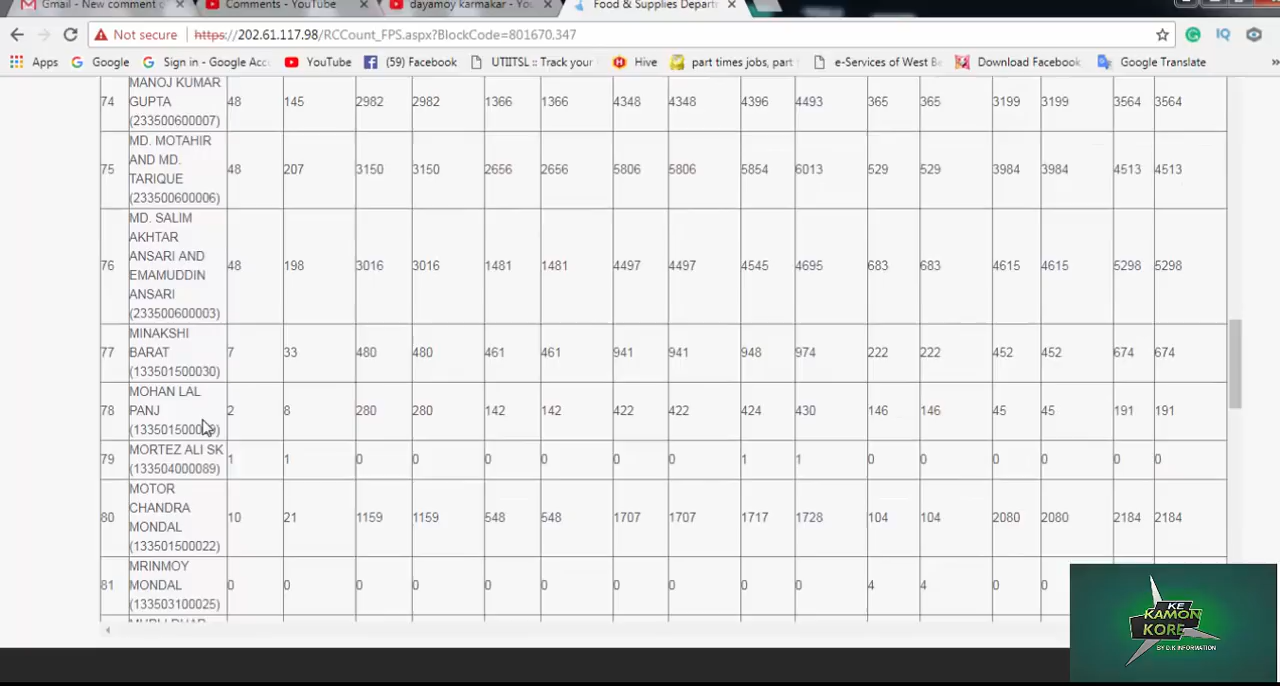 Gmail - New comment o
Comments - YouTube
dayamoy karmakar - Yo
Food & Supplies Depart
Not secure
https://202.61.117.98/RCCount_FPS.aspx?BlockCode=801670.347
Apps Google Sign in - Google Acc YouTube (59) Facebook UTIITSL :: Track your Hive part times jobs, part e-Services of West B Download Facebook Google Translate
MANOJ KUMAR
74 GUPTA 48 145 2982 2982 1366 1366 4348 4348 4396 4493 365 365 3199 3199 3564 3564
(233500600007)
MD. MOTAHIR
AND MD.
75 48 207 3150 3150 2656 2656 5806 5806 5854 6013 529 529 3984 3984 4513 4513
TARIQUE
(233500600006)
MD. SALIM
AKHTAR
ANSARI AND
76 48 198 3016 3016 1481 1481 4497 4497 4545 4695 683 683 4615 4615 5298 5298
EMAMUDDIN
ANSARI
(233500600003)
MINAKSHI
77 BARAT 7 33 480 480 461 461 941 941 948 974 222 222 452 452 674 674
(133501500030)
MOHAN LAL
78 PANJ 2 8 280 280 142 142 422 422 424 430 146 146 45 45 191 191
MORTEZ ALI SK
79 1 1 0 0 0 0 0 0 1 1 0 0 0 0 0 0
(133504000089)
MOTOR
CHANDRA
80 10 21 1159 1159 548 548 1707 1707 1717 1728 104 104 2080 2080 2184 2184
MONDAL
(133501500022)
MRINMOY
81 MONDAL 0 0 0 0 0 0 0 0 0 0 4 4 0 0
(133503100025)
KE
KAMON
KORE
BY D.K INFORMATION